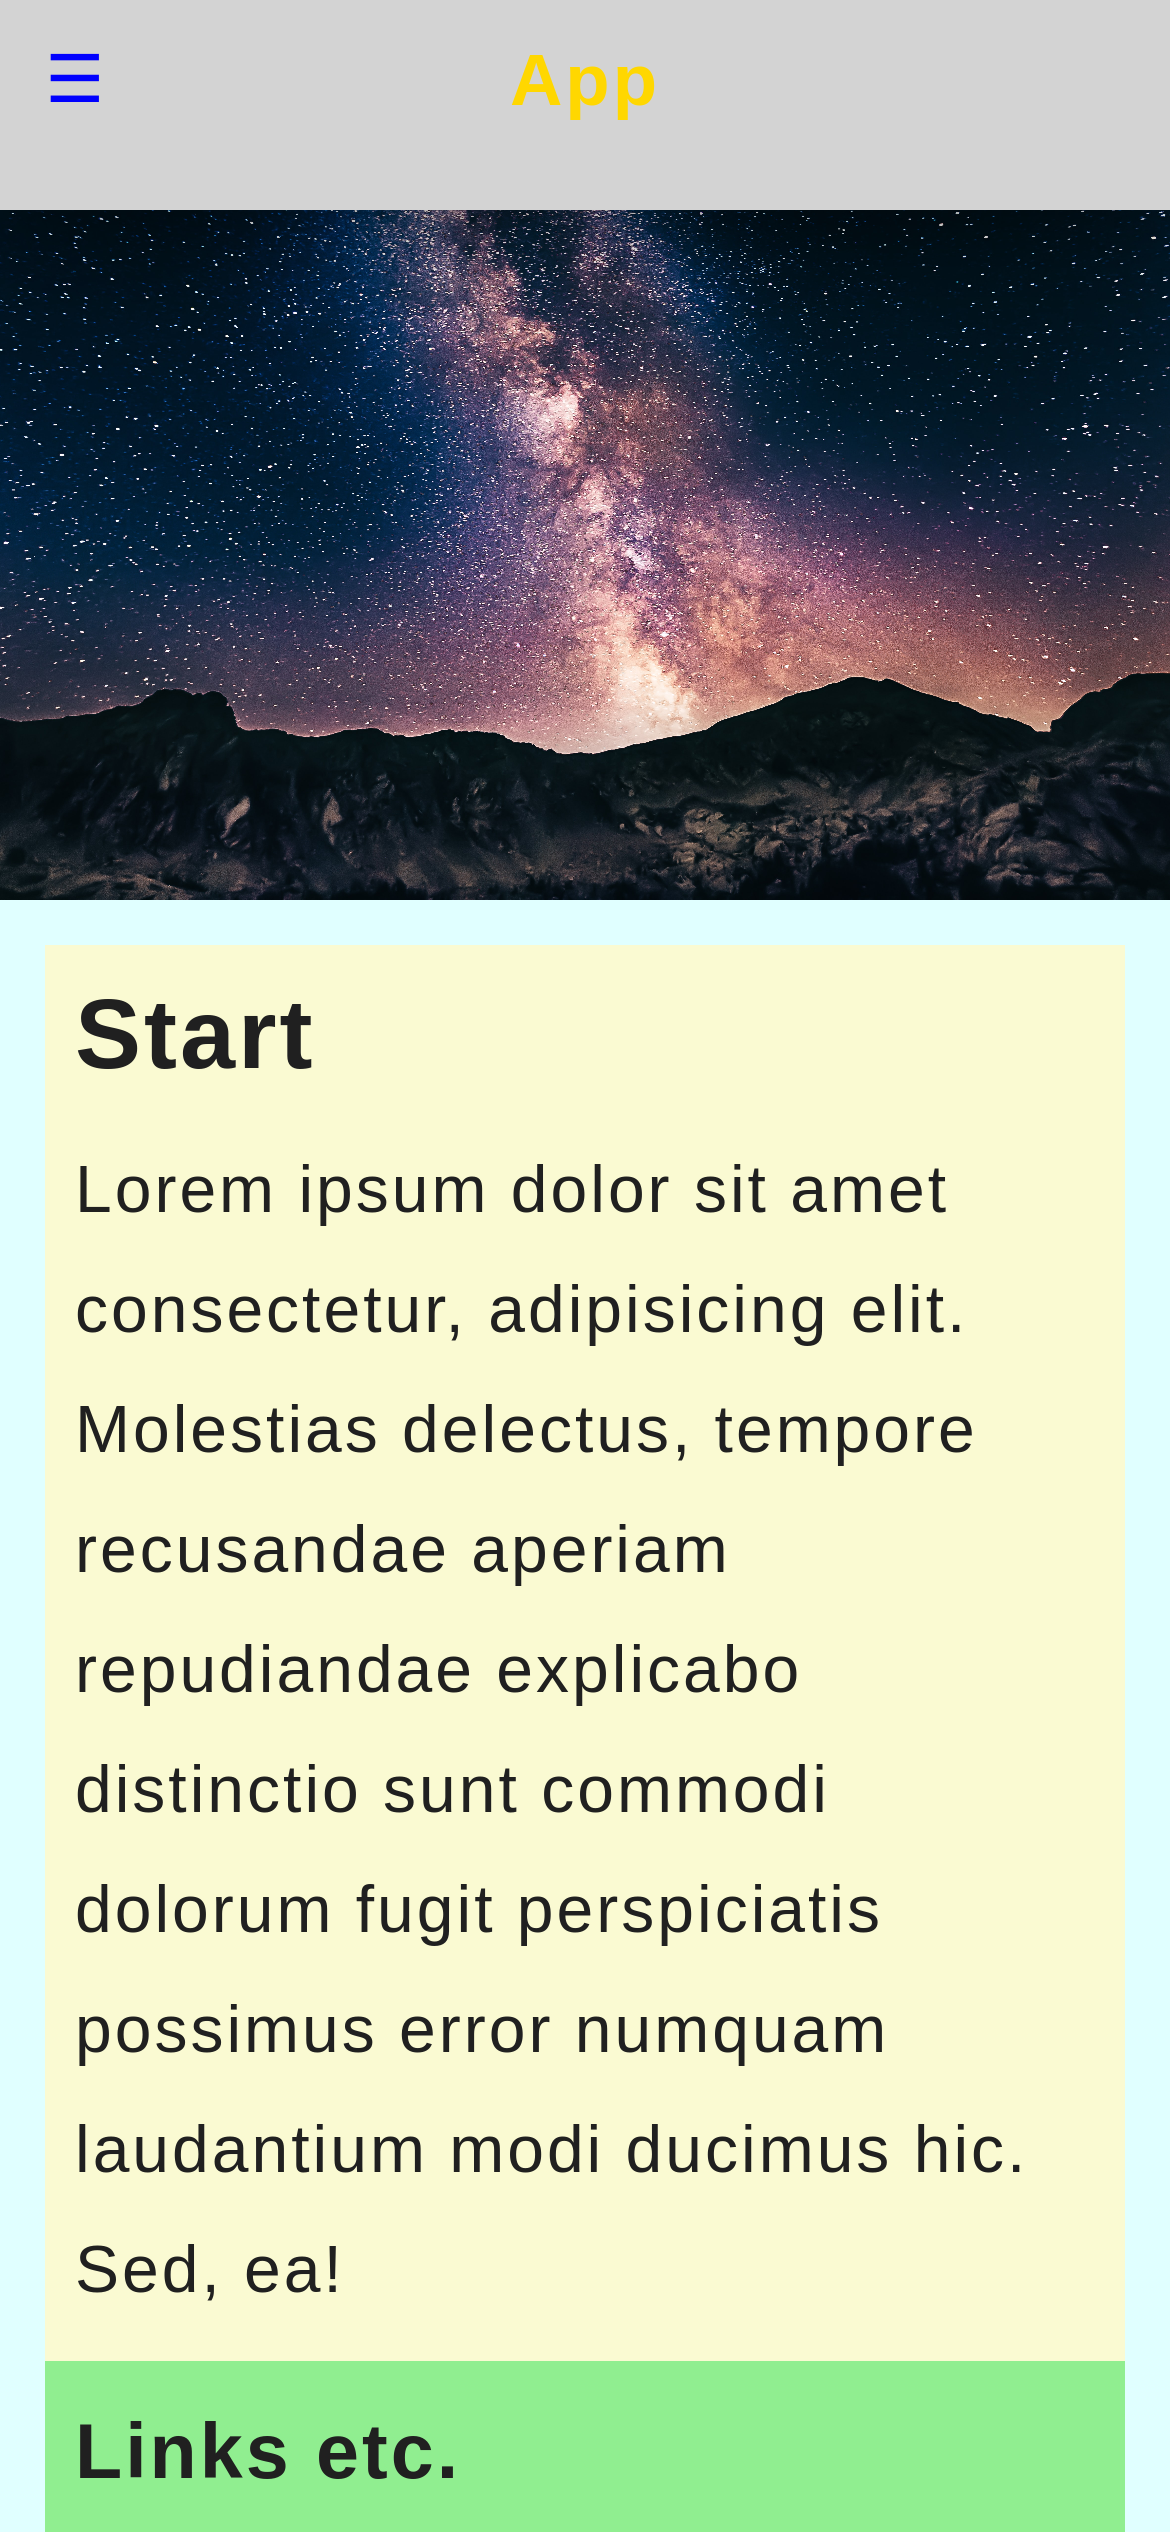 ☰ App
Start
Lorem ipsum dolor sit amet
consectetur, adipisicing elit.
Molestias delectus, tempore
recusandae aperiam
repudiandae explicabo
distinctio sunt commodi
dolorum fugit perspiciatis
possimus error numquam
laudantium modi ducimus hic.
Sed, ea!
Links etc.